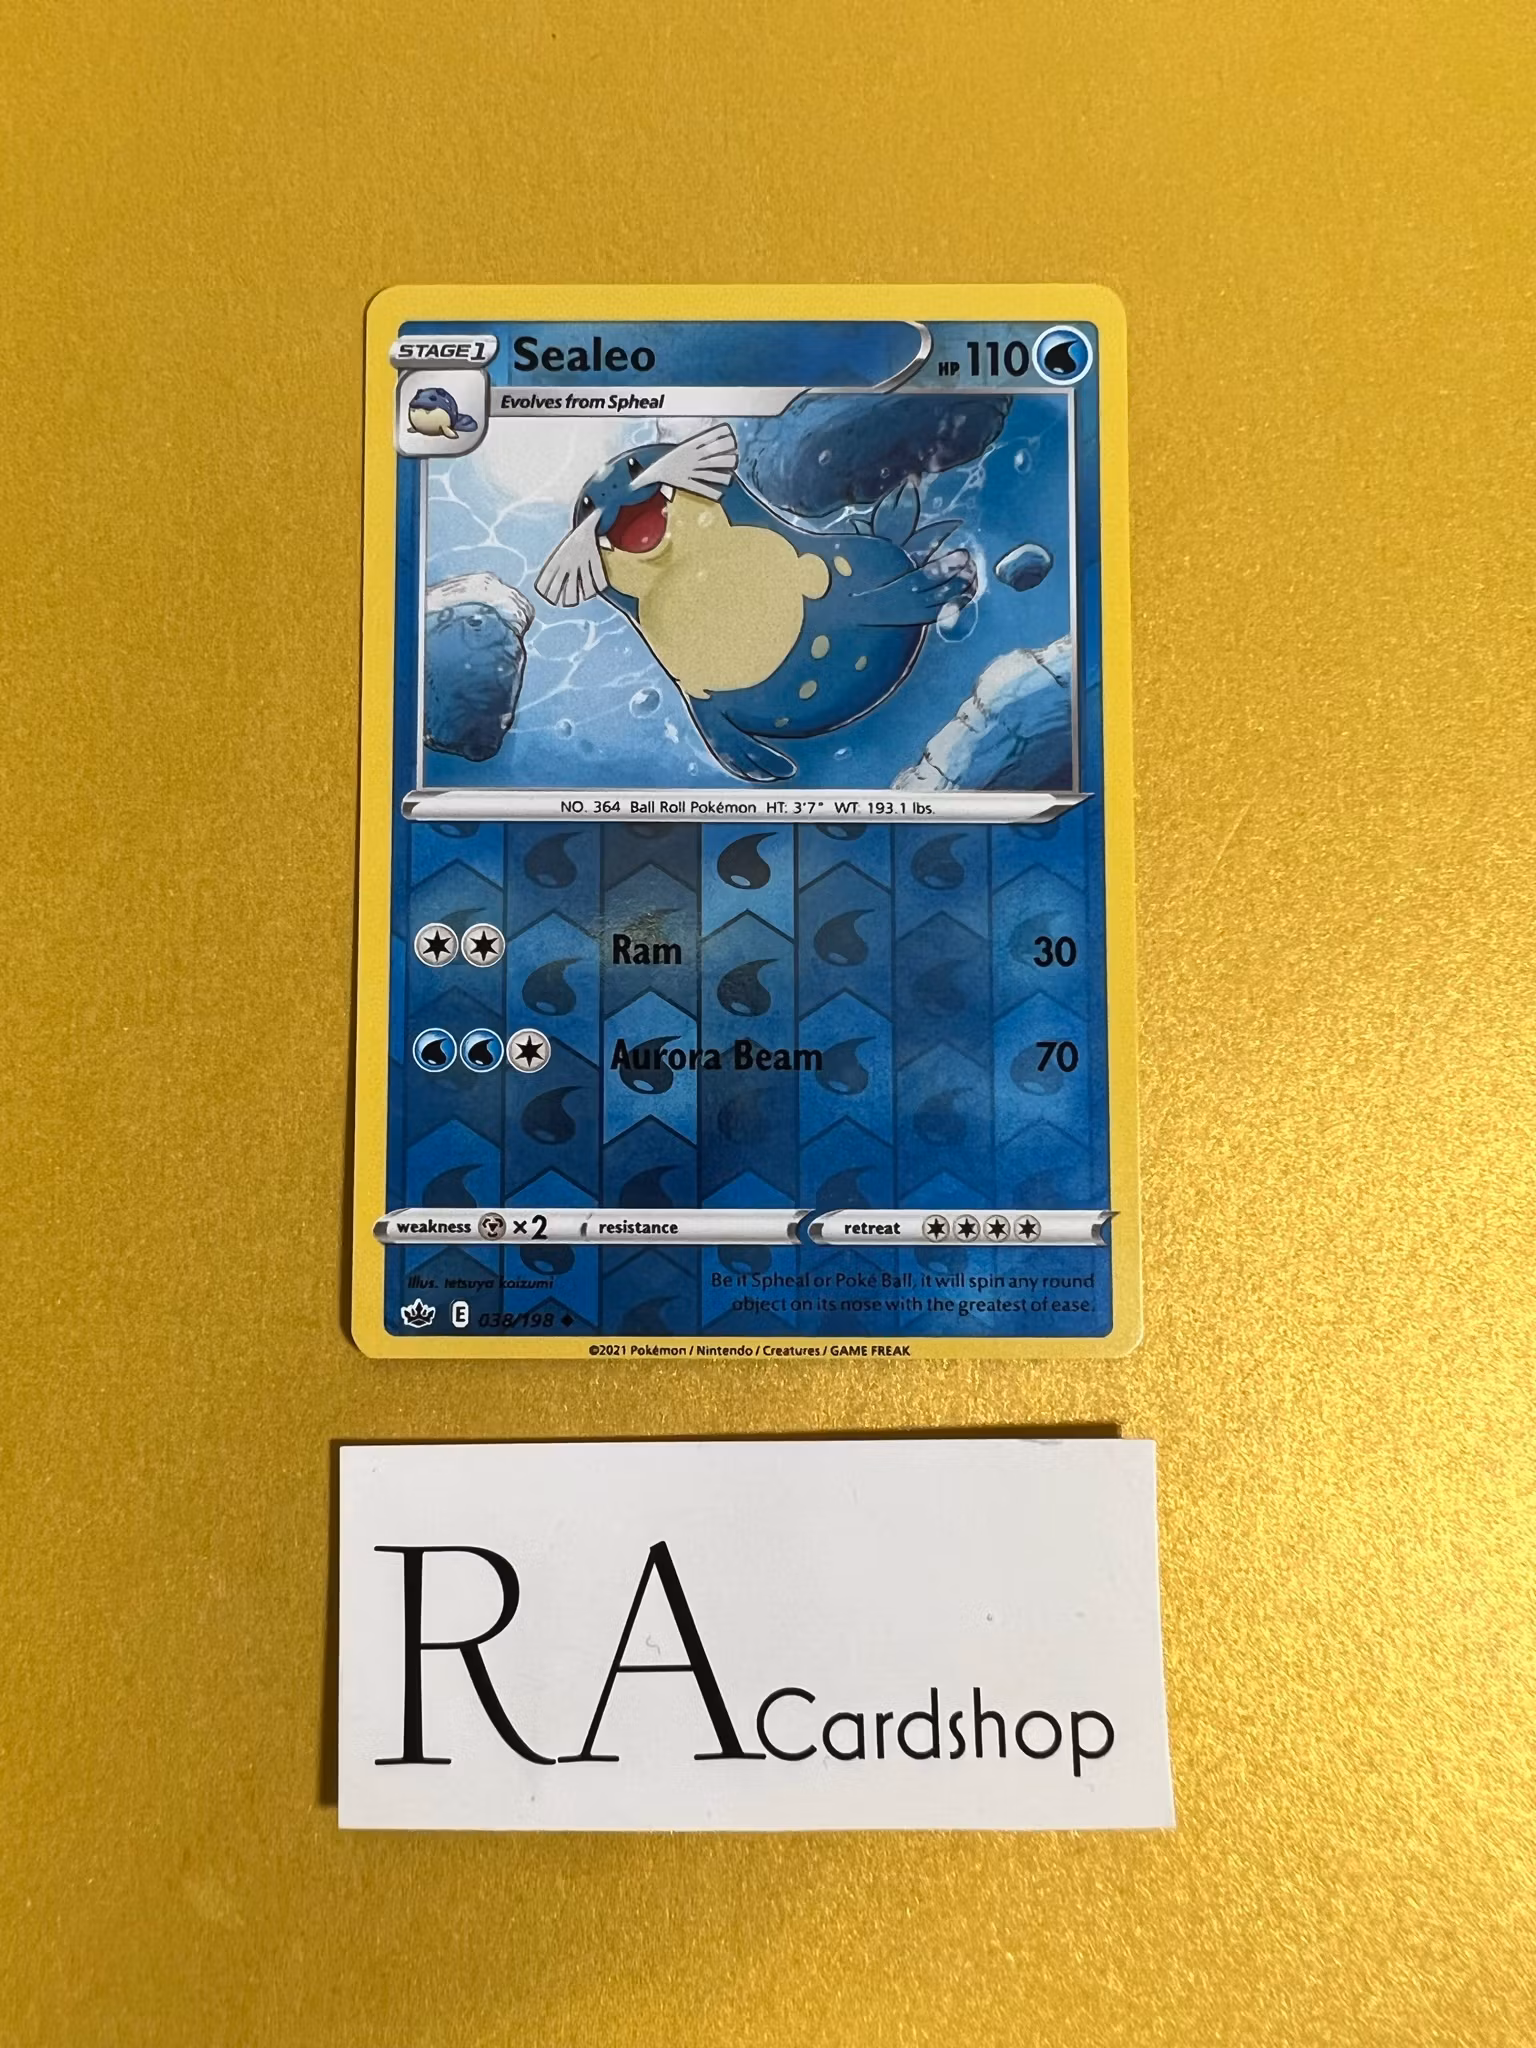 STAGE 1
Sealeo
HP 110
Evolves from Spheal
NO. 364 Ball Roll Pokémon HT: 3'7" WT: 193.1 lbs.
Ram 30
Aurora Beam 70
weakness ×2 resistance retreat
Illus. tetsuya koizumi
Be it Spheal or Poké Ball, it will spin any round
object on its nose with the greatest of ease.
E 038/198
©2021 Pokémon / Nintendo / Creatures / GAME FREAK
RA Cardshop